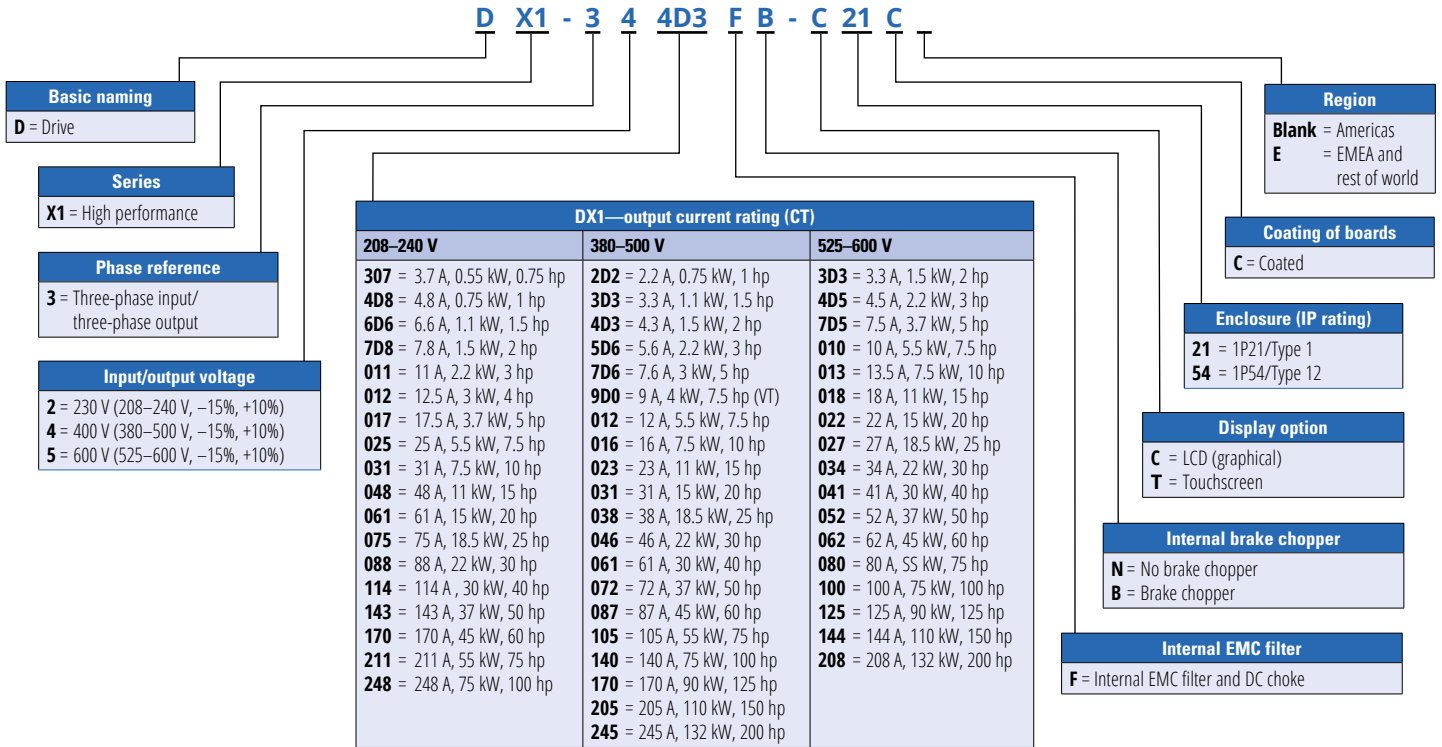 D X1 - 3 4 4D3 F B - C 21 C _
Basic naming
D = Drive
Series
X1 = High performance
Phase reference
3 = Three-phase input/
three-phase output
Input/output voltage
2 = 230 V (208–240 V, –15%, +10%)
4 = 400 V (380–500 V, –15%, +10%)
5 = 600 V (525–600 V, –15%, +10%)
DX1—output current rating (CT)
208–240 V
307 = 3.7 A, 0.55 kW, 0.75 hp
4D8 = 4.8 A, 0.75 kW, 1 hp
6D6 = 6.6 A, 1.1 kW, 1.5 hp
7D8 = 7.8 A, 1.5 kW, 2 hp
011 = 11 A, 2.2 kW, 3 hp
012 = 12.5 A, 3 kW, 4 hp
017 = 17.5 A, 3.7 kW, 5 hp
025 = 25 A, 5.5 kW, 7.5 hp
031 = 31 A, 7.5 kW, 10 hp
048 = 48 A, 11 kW, 15 hp
061 = 61 A, 15 kW, 20 hp
075 = 75 A, 18.5 kW, 25 hp
088 = 88 A, 22 kW, 30 hp
114 = 114 A , 30 kW, 40 hp
143 = 143 A, 37 kW, 50 hp
170 = 170 A, 45 kW, 60 hp
211 = 211 A, 55 kW, 75 hp
248 = 248 A, 75 kW, 100 hp
380–500 V
2D2 = 2.2 A, 0.75 kW, 1 hp
3D3 = 3.3 A, 1.1 kW, 1.5 hp
4D3 = 4.3 A, 1.5 kW, 2 hp
5D6 = 5.6 A, 2.2 kW, 3 hp
7D6 = 7.6 A, 3 kW, 5 hp
9D0 = 9 A, 4 kW, 7.5 hp (VT)
012 = 12 A, 5.5 kW, 7.5 hp
016 = 16 A, 7.5 kW, 10 hp
023 = 23 A, 11 kW, 15 hp
031 = 31 A, 15 kW, 20 hp
038 = 38 A, 18.5 kW, 25 hp
046 = 46 A, 22 kW, 30 hp
061 = 61 A, 30 kW, 40 hp
072 = 72 A, 37 kW, 50 hp
087 = 87 A, 45 kW, 60 hp
105 = 105 A, 55 kW, 75 hp
140 = 140 A, 75 kW, 100 hp
170 = 170 A, 90 kW, 125 hp
205 = 205 A, 110 kW, 150 hp
245 = 245 A, 132 kW, 200 hp
525–600 V
3D3 = 3.3 A, 1.5 kW, 2 hp
4D5 = 4.5 A, 2.2 kW, 3 hp
7D5 = 7.5 A, 3.7 kW, 5 hp
010 = 10 A, 5.5 kW, 7.5 hp
013 = 13.5 A, 7.5 kW, 10 hp
018 = 18 A, 11 kW, 15 hp
022 = 22 A, 15 kW, 20 hp
027 = 27 A, 18.5 kW, 25 hp
034 = 34 A, 22 kW, 30 hp
041 = 41 A, 30 kW, 40 hp
052 = 52 A, 37 kW, 50 hp
062 = 62 A, 45 kW, 60 hp
080 = 80 A, SS kW, 75 hp
100 = 100 A, 75 kW, 100 hp
125 = 125 A, 90 kW, 125 hp
144 = 144 A, 110 kW, 150 hp
208 = 208 A, 132 kW, 200 hp
Region
Blank = Americas
E = EMEA and
rest of world
Coating of boards
C = Coated
Enclosure (IP rating)
21 = 1P21/Type 1
54 = 1P54/Type 12
Display option
C = LCD (graphical)
T = Touchscreen
Internal brake chopper
N = No brake chopper
B = Brake chopper
Internal EMC filter
F = Internal EMC filter and DC choke